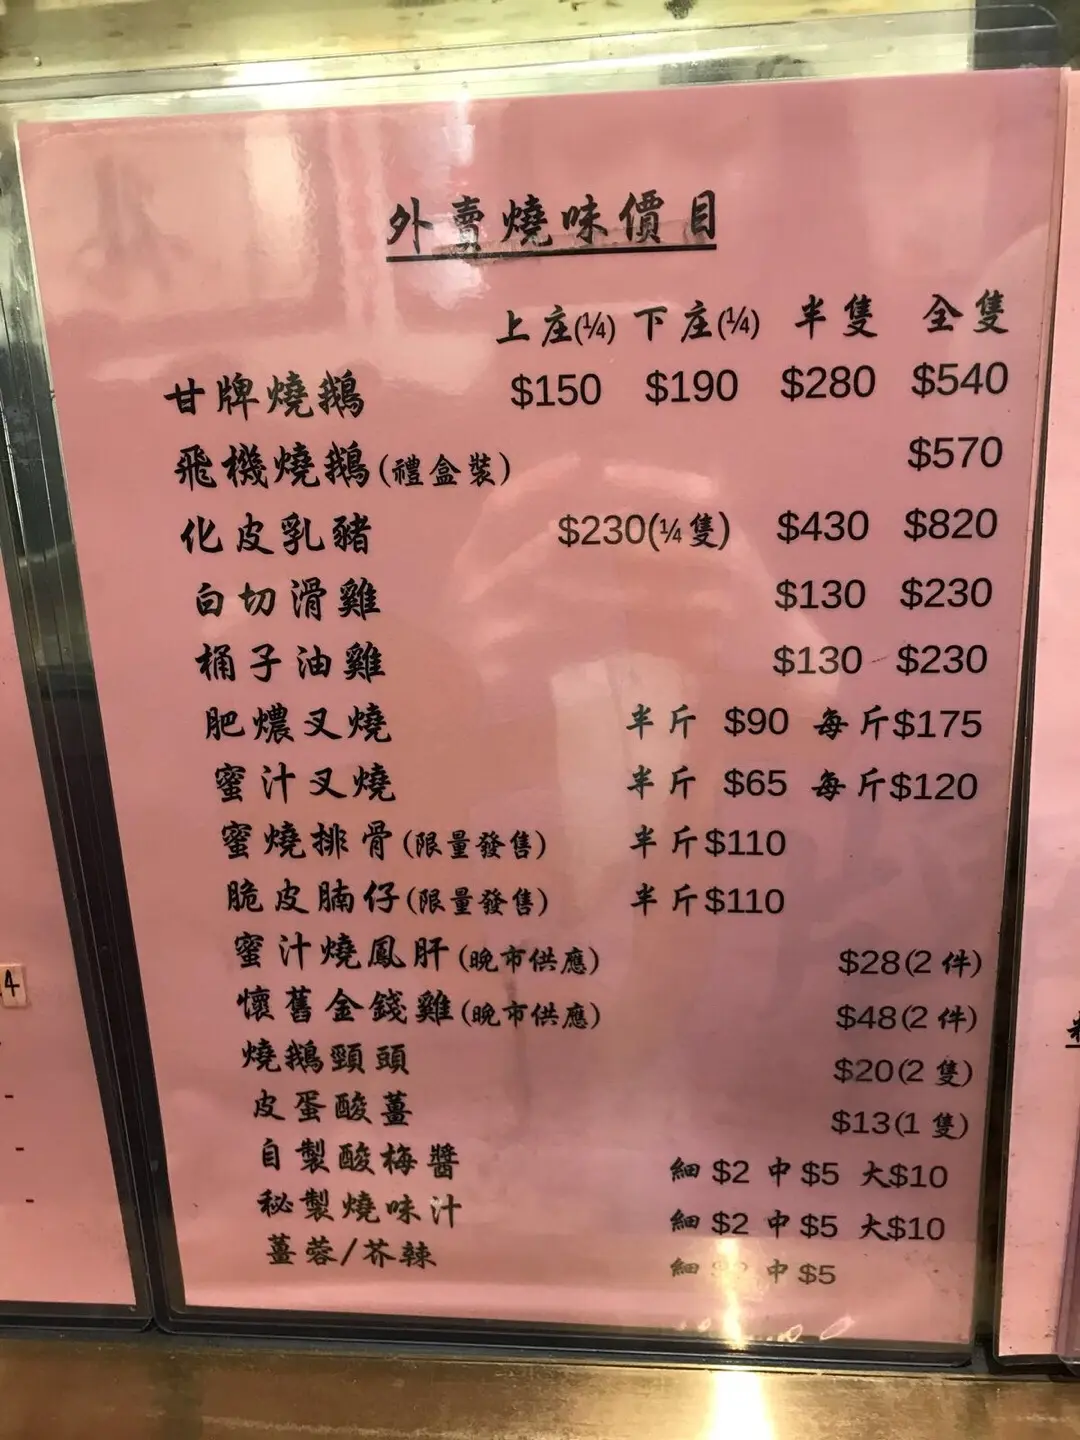 外賣燒味價目
上庄(¼) 下庄(¼) 半隻 全隻
甘牌燒鵝 $150 $190 $280 $540
飛機燒鵝(禮盒裝) $570
化皮乳豬 $230(¼隻) $430 $820
白切滑雞 $130 $230
桶子油雞 $130 $230
肥燶叉燒 半斤 $90 每斤$175
蜜汁叉燒 半斤 $65 每斤$120
蜜燒排骨(限量發售) 半斤$110
脆皮腩仔(限量發售) 半斤$110
蜜汁燒鳳肝(晚市供應) $28(2 件)
懷舊金錢雞(晚市供應) $48(2 件)
燒鵝頸頭 $20(2 隻)
皮蛋酸薑 $13(1 隻)
自製酸梅醬 細 $2 中 $5 大$10
秘製燒味汁 細 $2 中 $5 大$10
薑蓉/芥辣 細 中 $5
4